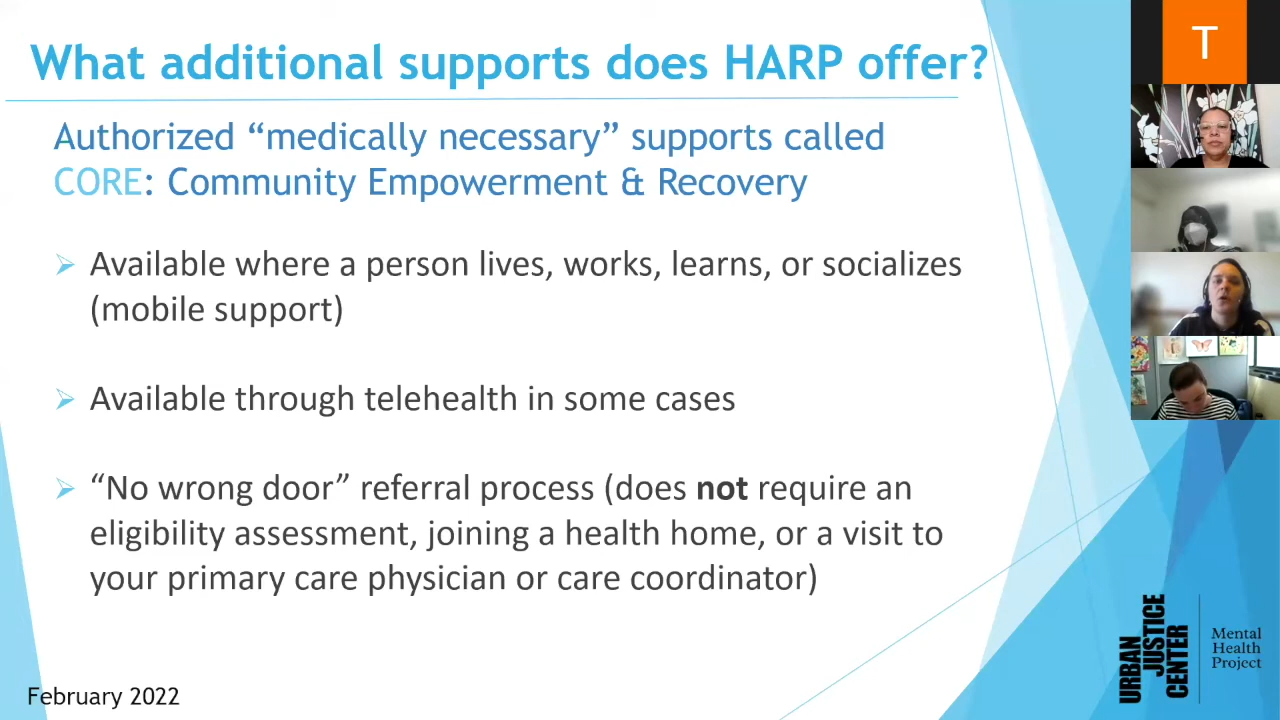 What additional supports does HARP offer?
Authorized “medically necessary” supports called
CORE: Community Empowerment & Recovery
Available where a person lives, works, learns, or socializes
(mobile support)
Available through telehealth in some cases
“No wrong door” referral process (does not require an
eligibility assessment, joining a health home, or a visit to
your primary care physician or care coordinator)
February 2022
T
URBAN
JUSTICE
CENTER
Mental
Health
Project